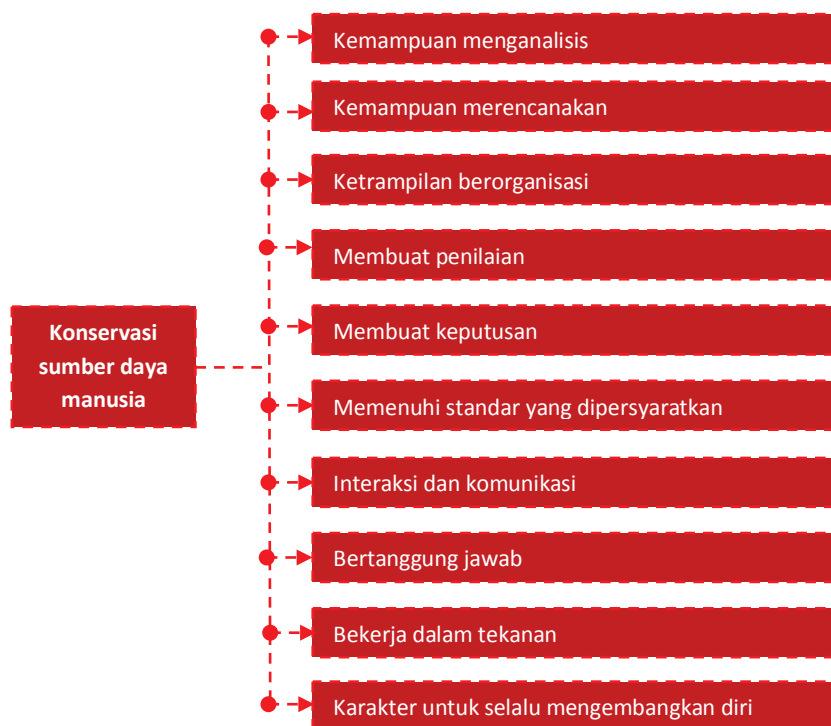 Kemampuan menganalisis
Kemampuan merencanakan
Ketrampilan berorganisasi
Membuat penilaian
Konservasi
sumber daya
manusia
Membuat keputusan
Memenuhi standar yang dipersyaratkan
Interaksi dan komunikasi
Bertanggung jawab
Bekerja dalam tekanan
Karakter untuk selalu mengembangkan diri